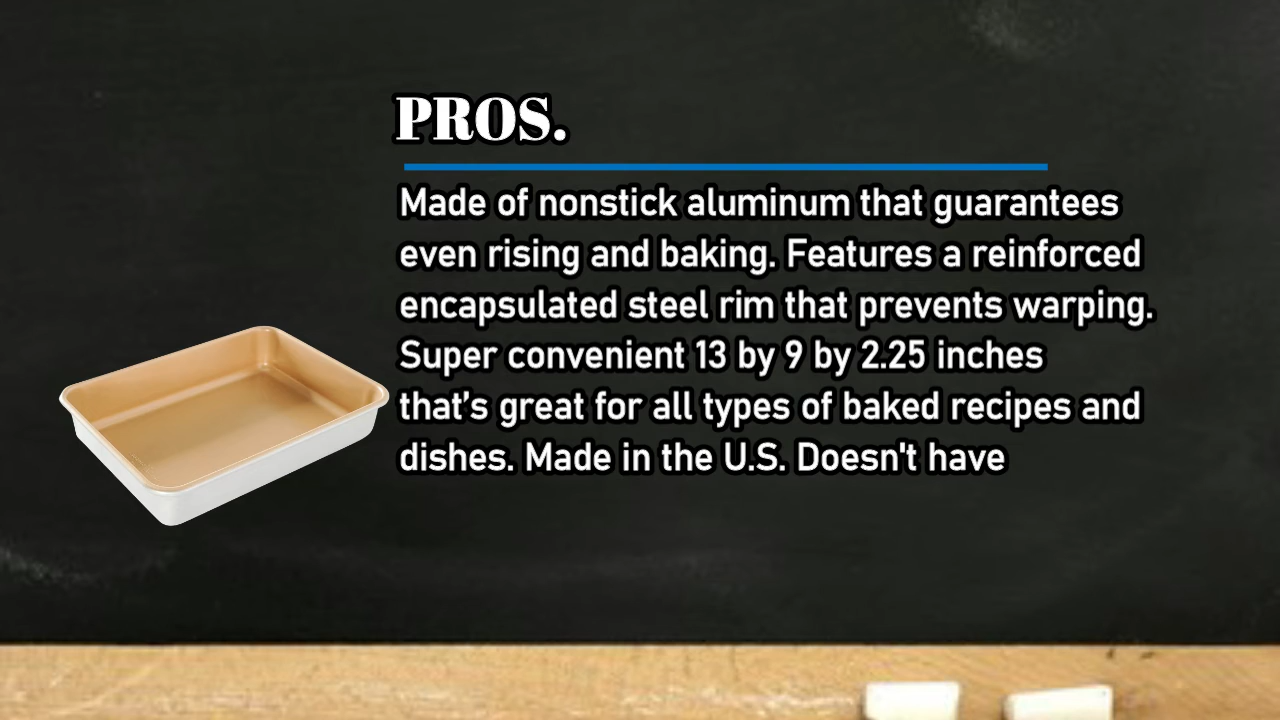 PROS.
Made of nonstick aluminum that guarantees
even rising and baking. Features a reinforced
encapsulated steel rim that prevents warping.
Super convenient 13 by 9 by 2.25 inches
that’s great for all types of baked recipes and
dishes. Made in the U.S. Doesn't have